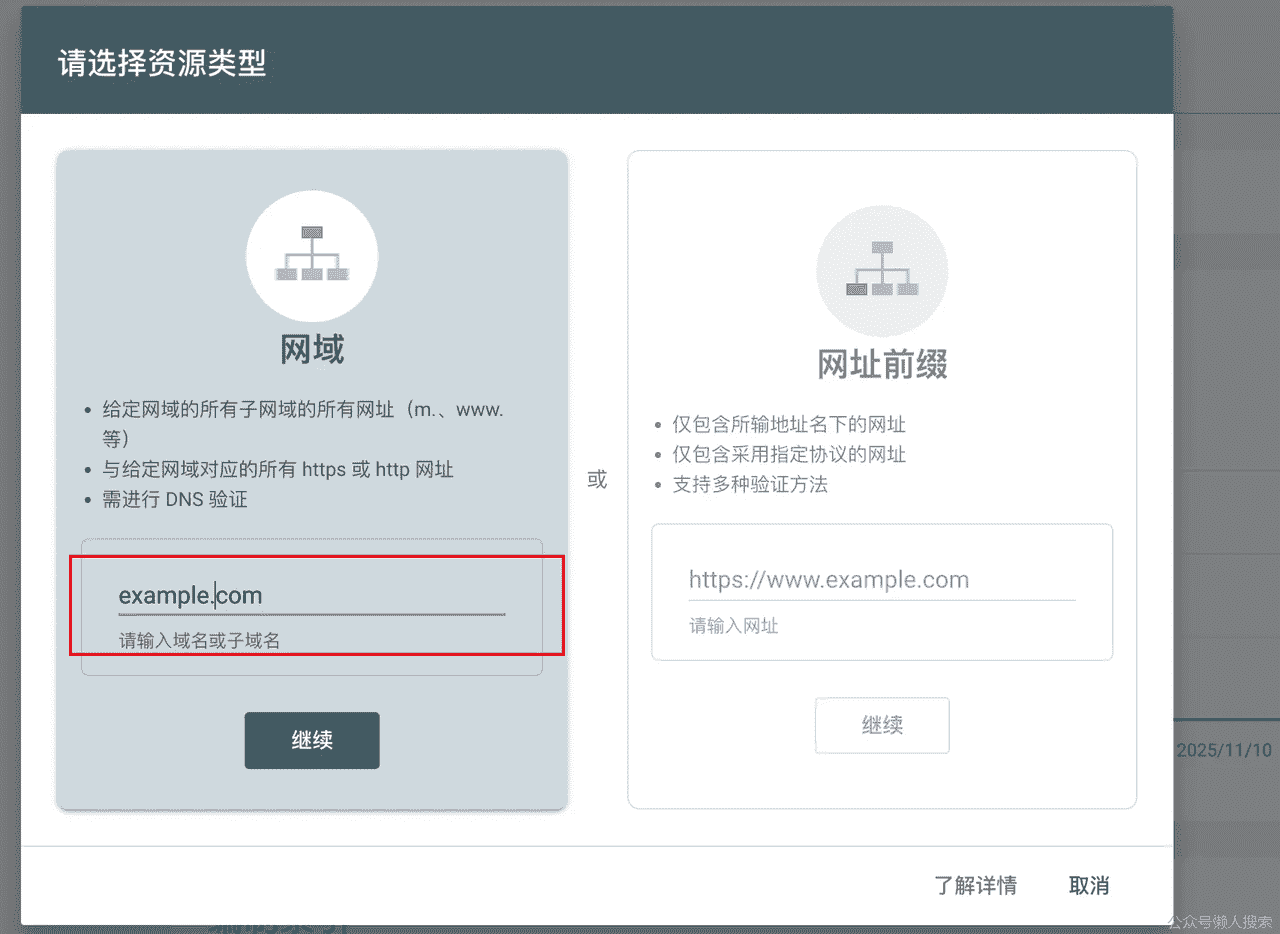 请选择资源类型
网域
• 给定网域的所有子网域的所有网址（m.、www.
等）
• 与给定网域对应的所有 https 或 http 网址
• 需进行 DNS 验证
example.com
请输入域名或子域名
继续
或
网址前缀
• 仅包含所输地址名下的网址
• 仅包含采用指定协议的网址
• 支持多种验证方法
https://www.example.com
请输入网址
继续
2025/11/10
了解详情
取消
公众号懒人搜索